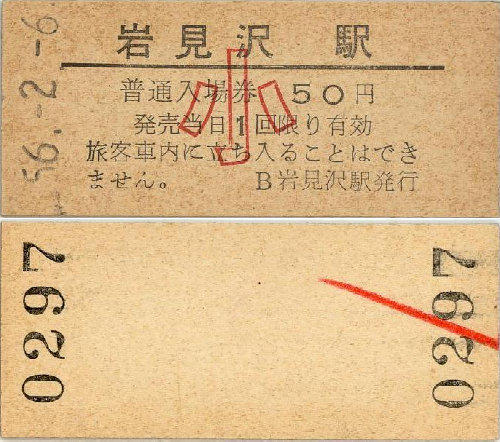 岩見沢駅
普通入場券 50円
発売当日1回限り有効
旅客車内に立ち入ることはでき
ません。 B岩見沢駅発行
小
56.-2.-6
0297
0297